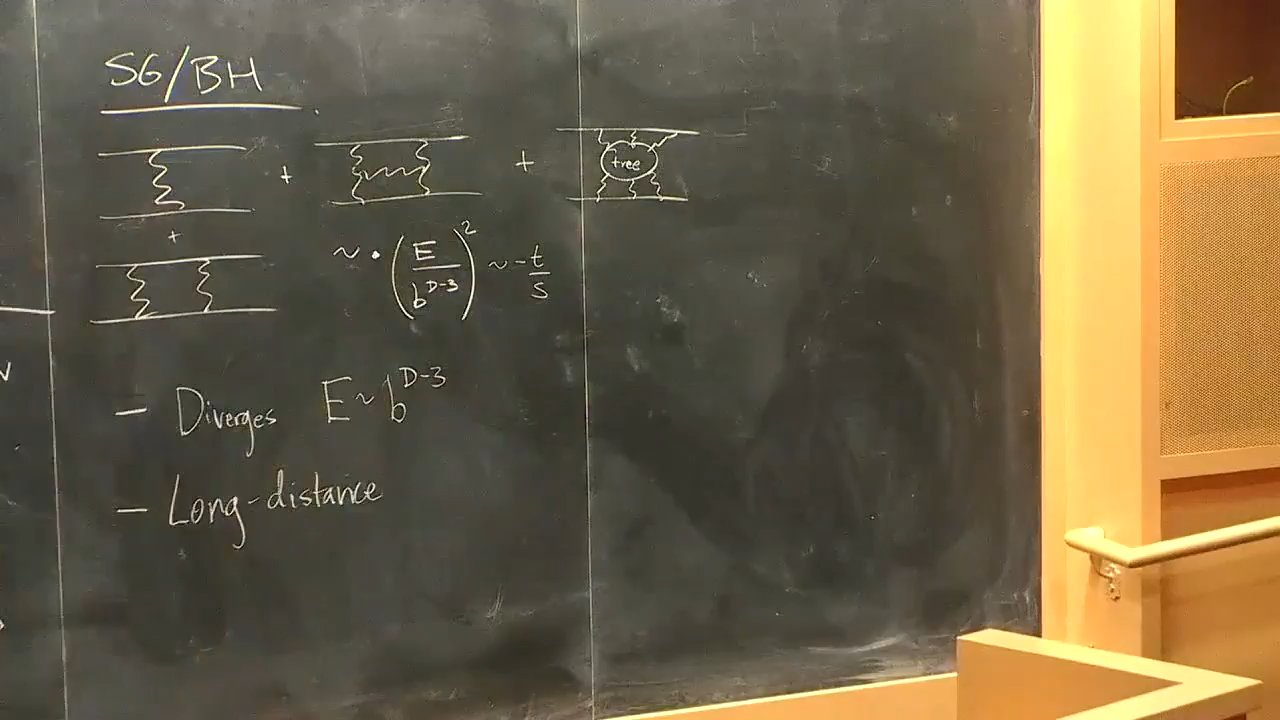 SG/BH
+ + tree
+
~ · (E / b^{D-3})^2 ~ - t/s
- Diverges E ~ b^{D-3}
- Long-distance